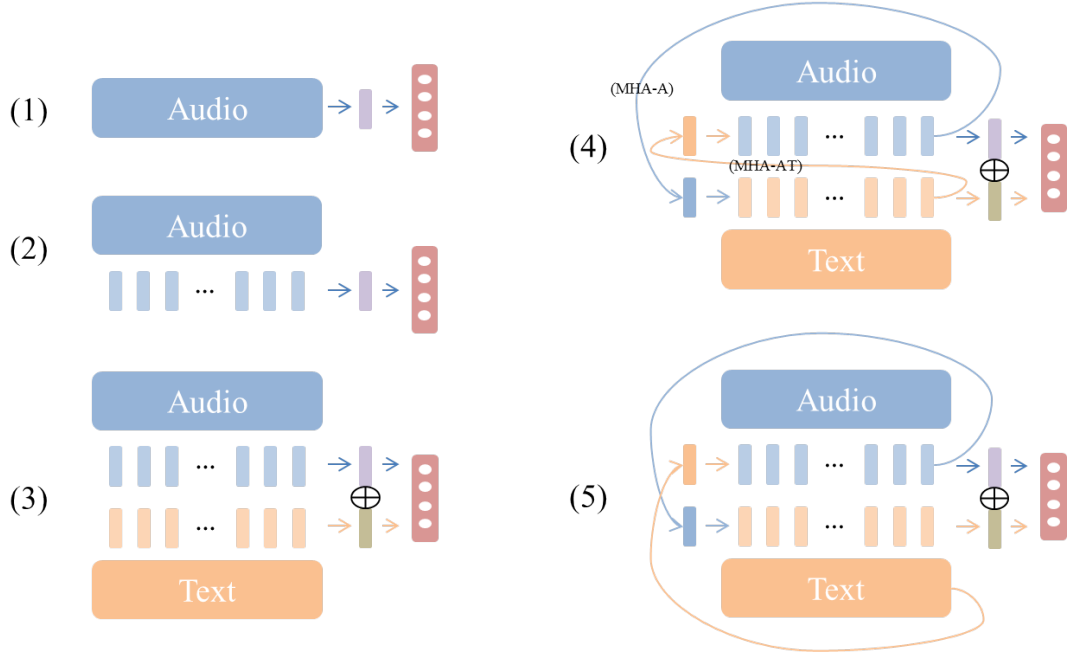 (1)
Audio
(2)
Audio
...
(3)
Audio
...
...
Text
(4)
Audio
(MHA-A)
...
(MHA-AT)
...
Text
(5)
Audio
...
...
Text